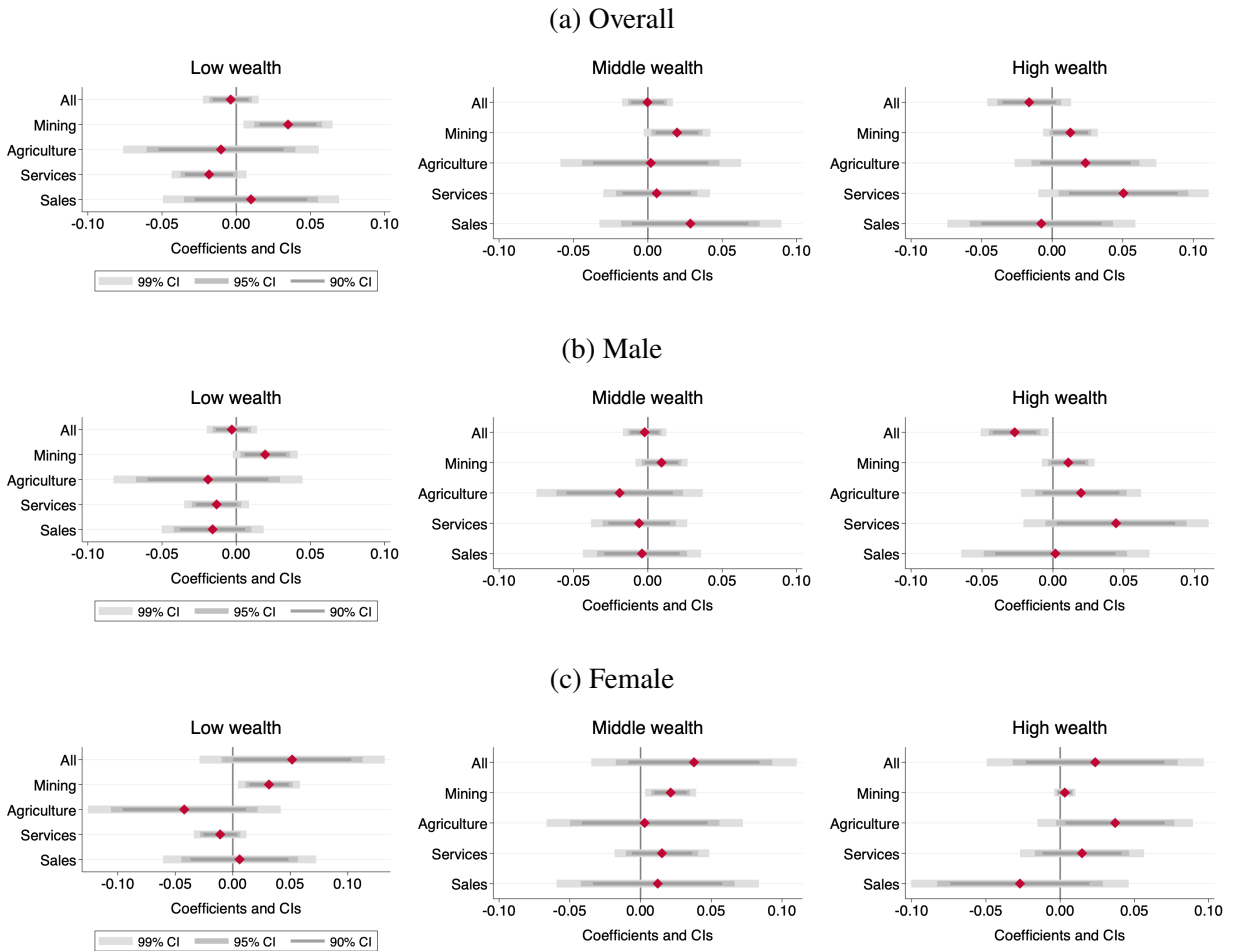 (a) Overall
Low wealth
All
Mining
Agriculture
Services
Sales
-0.10 -0.05 0.00 0.05 0.10
Coefficients and CIs
99% CI 95% CI 90% CI
Middle wealth
All
Mining
Agriculture
Services
Sales
-0.10 -0.05 0.00 0.05 0.10
Coefficients and CIs
High wealth
All
Mining
Agriculture
Services
Sales
-0.10 -0.05 0.00 0.05 0.10
Coefficients and CIs
(b) Male
Low wealth
All
Mining
Agriculture
Services
Sales
-0.10 -0.05 0.00 0.05 0.10
Coefficients and CIs
99% CI 95% CI 90% CI
Middle wealth
All
Mining
Agriculture
Services
Sales
-0.10 -0.05 0.00 0.05 0.10
Coefficients and CIs
High wealth
All
Mining
Agriculture
Services
Sales
-0.10 -0.05 0.00 0.05 0.10
Coefficients and CIs
(c) Female
Low wealth
All
Mining
Agriculture
Services
Sales
-0.10 -0.05 0.00 0.05 0.10
Coefficients and CIs
99% CI 95% CI 90% CI
Middle wealth
All
Mining
Agriculture
Services
Sales
-0.10 -0.05 0.00 0.05 0.10
Coefficients and CIs
High wealth
All
Mining
Agriculture
Services
Sales
-0.10 -0.05 0.00 0.05 0.10
Coefficients and CIs